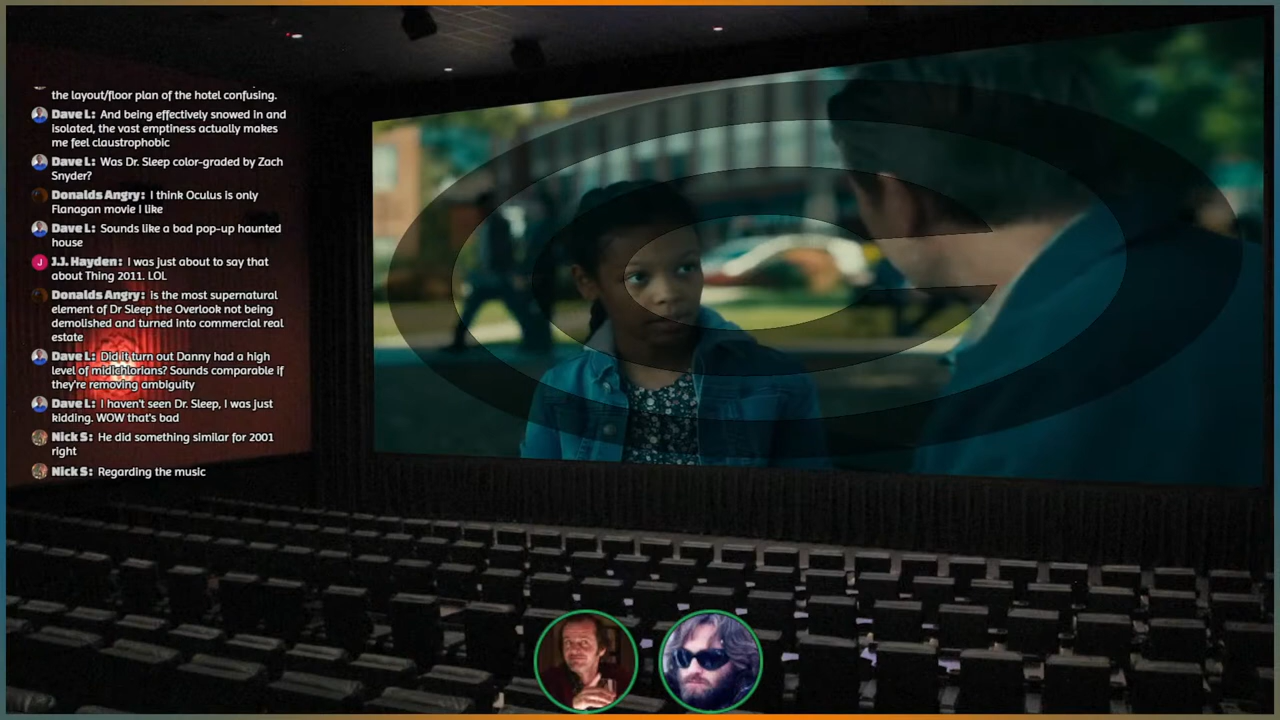 the layout/floor plan of the hotel confusing.
Dave L: And being effectively snowed in and
isolated, the vast emptiness actually makes
me feel claustrophobic
Dave L: Was Dr. Sleep color-graded by Zach
Snyder?
Donalds Angry: I think Oculus is only
Flanagan movie I like
Dave L: Sounds like a bad pop-up haunted
house
J J.J. Hayden: I was just about to say that
about Thing 2011. LOL
Donalds Angry: Is the most supernatural
element of Dr Sleep the Overlook not being
demolished and turned into commercial real
estate
Dave L: Did it turn out Danny had a high
level of midichlorians? Sounds comparable if
they're removing ambiguity
Dave L: I haven't seen Dr. Sleep, I was just
kidding. WOW that's bad
Nick S: He did something similar for 2001
right
Nick S: Regarding the music